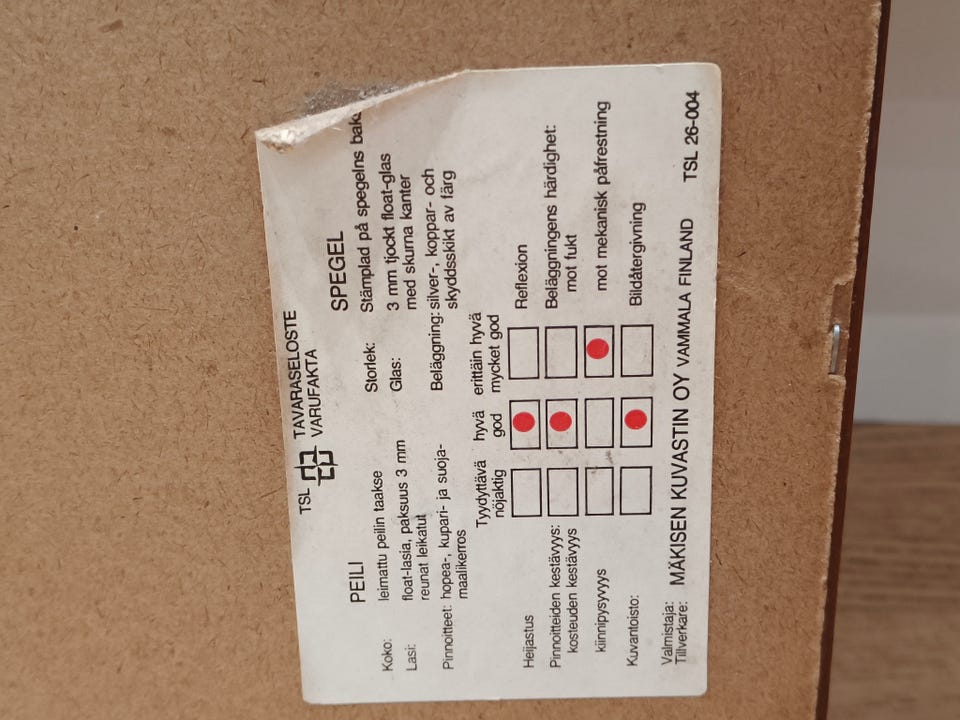 TSL TAVARASELOSTE
VARUFAKTA
PEILI
Koko: leimattu peilin taakse
Lasi: float-lasia, paksuus 3 mm
reunat leikatut
Pinnoitteet: hopea-, kupari- ja suoja-
maalikerros
SPEGEL
Storlek: Stämplad på spegelns
Glas: 3 mm tjockt float-glas
med skurna kanter
Beläggning: silver-, koppar- och
skyddsskikt av färg
Tyydyttävä hyvä erittäin hyvä
nöjaktig god mycket god
Heijastus Reflexion
Pinnoitteiden kestävyys: Beläggningens härdighet:
kosteuden kestävyys mot fukt
kiinnipysyvyys mot mekanisk påfrestning
Kuvantoisto: Bildåtergivning
Valmistaja:
Tillverkare: MÄKISEN KUVASTIN OY VAMMALA FINLAND TSL 26-004